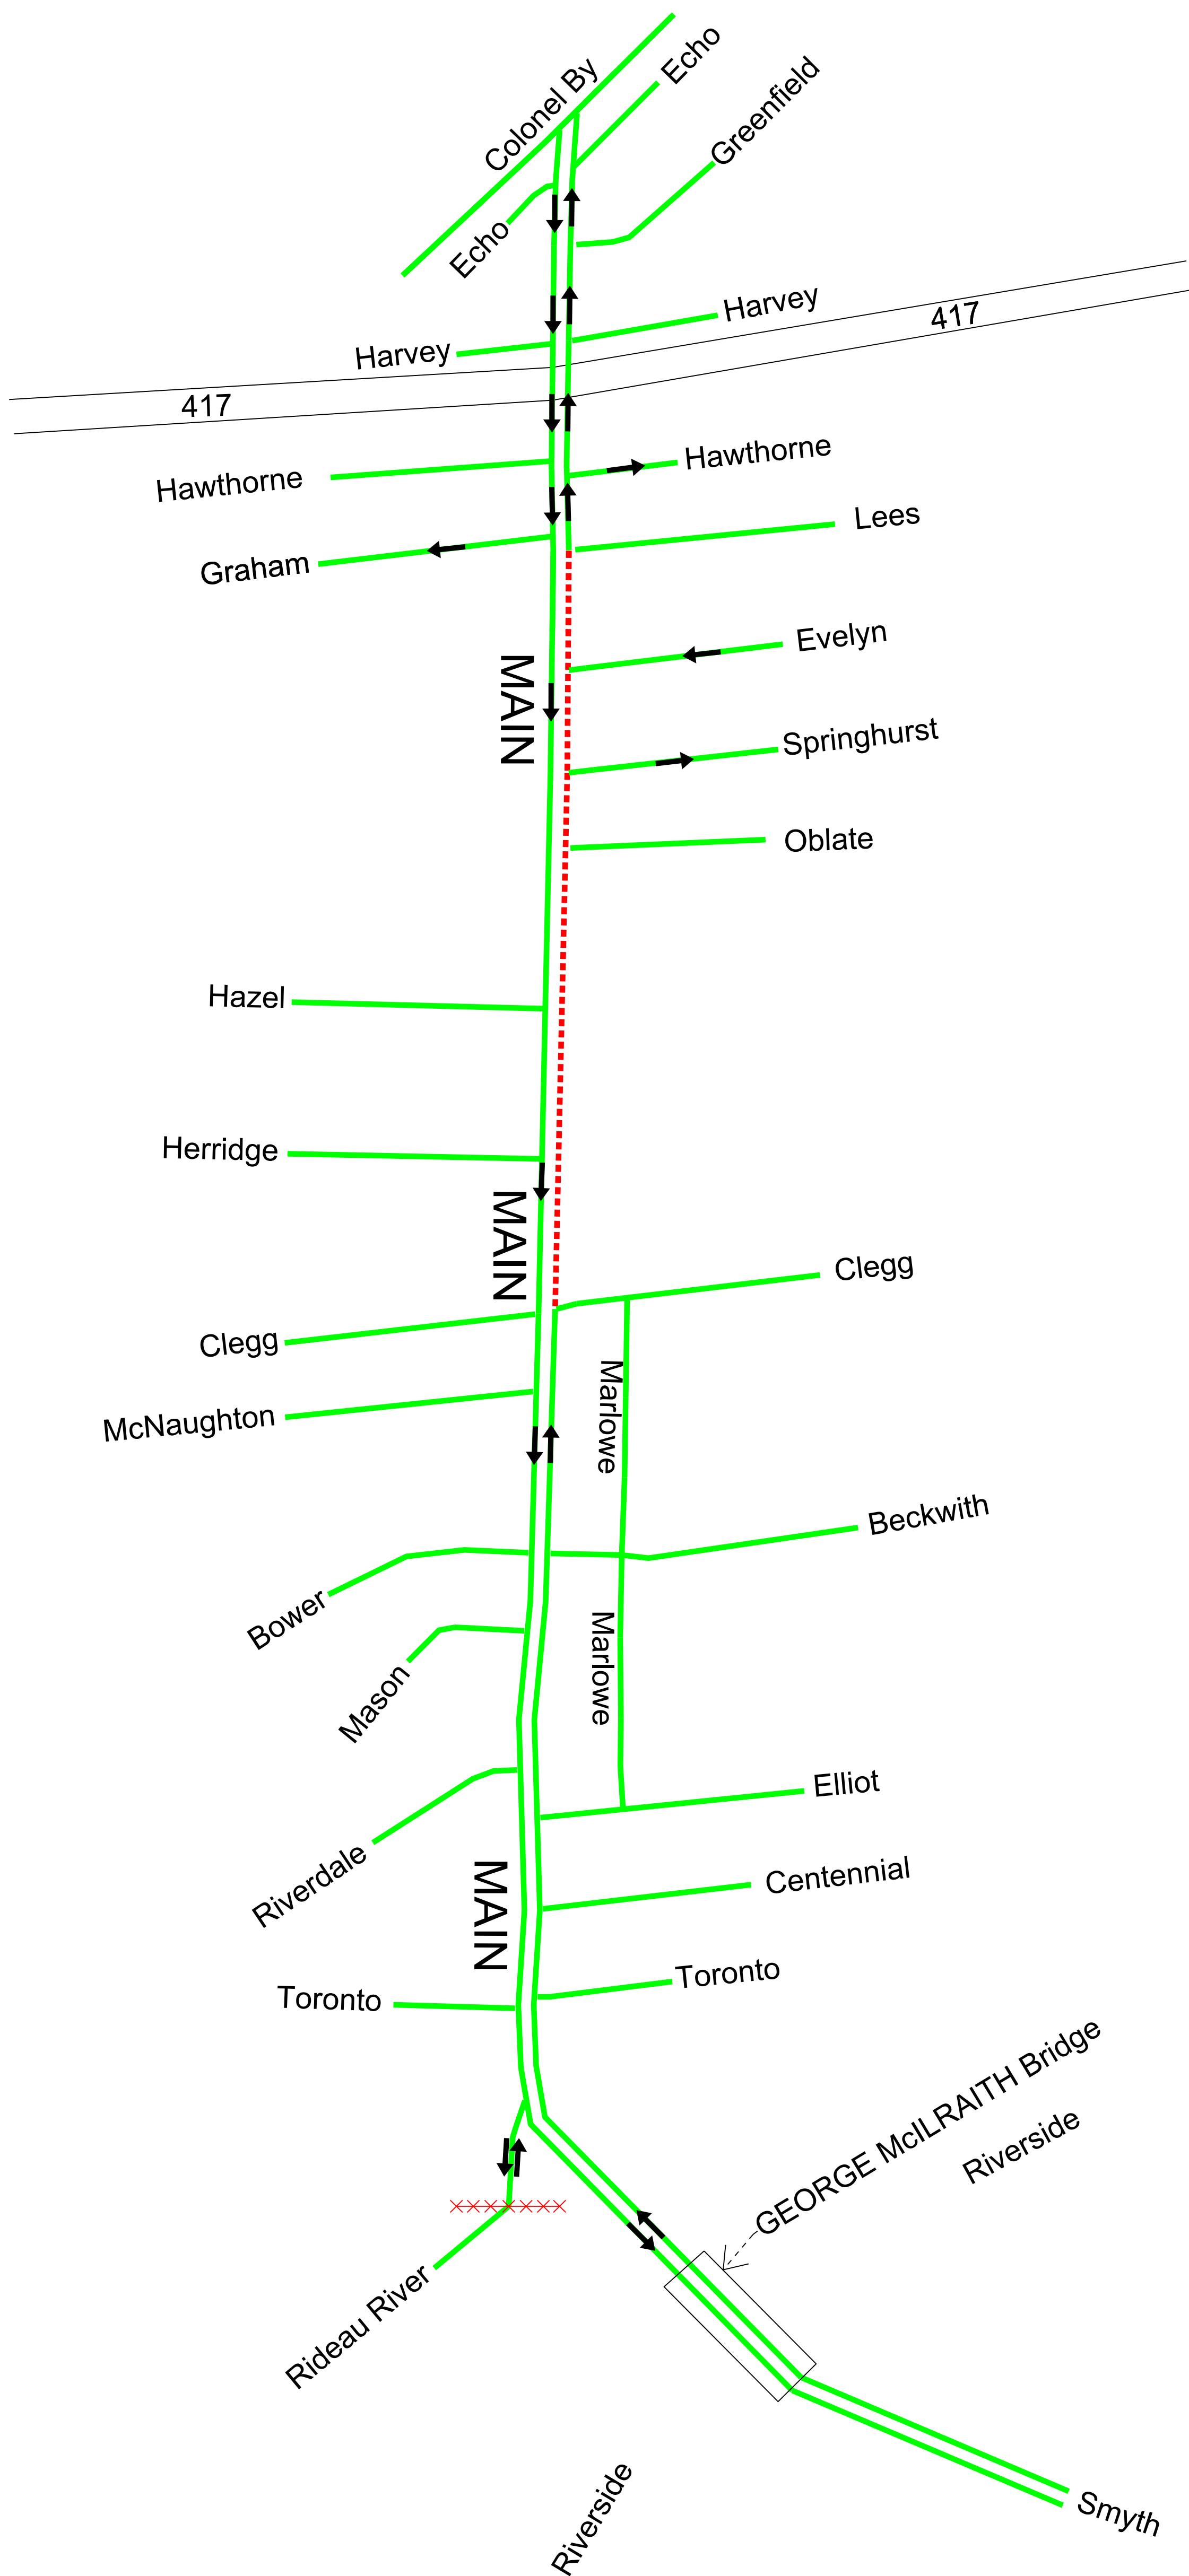 Colonel By
Echo
Greenfield
Echo
Harvey
Harvey
417
417
Hawthorne
Hawthorne
Lees
Graham
Evelyn
MAIN
Springhurst
Oblate
Hazel
Herridge
MAIN
Clegg
Clegg
Marlowe
McNaughton
Beckwith
Bower
Marlowe
Mason
Elliot
Riverdale
MAIN
Centennial
Toronto
Toronto
GEORGE McILRAITH Bridge
Riverside
Rideau River
Riverside
Smyth